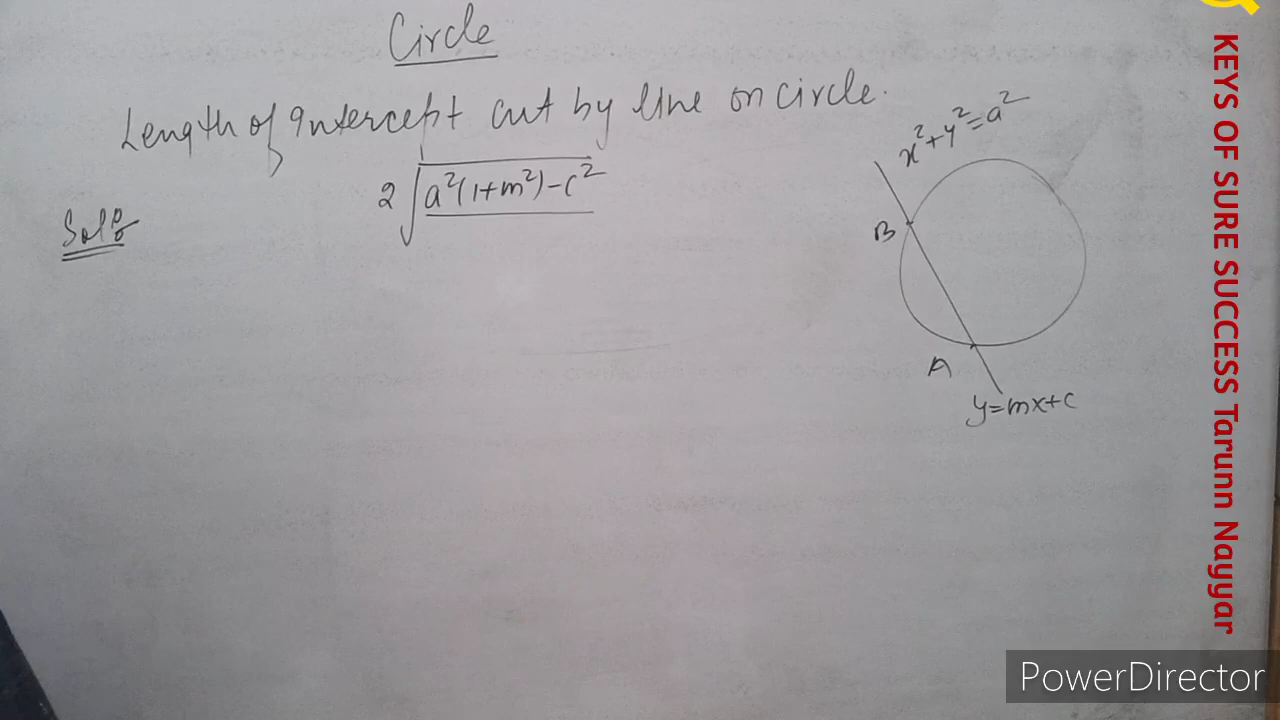 Circle
Length of Intercept cut by line on circle.
2√a²(1+m²)-c²
Solⁿ
x²+y²=a²
B
A
y=mx+c
KEYS OF SURE SUCCESS Tarunn Nayyar
PowerDirector